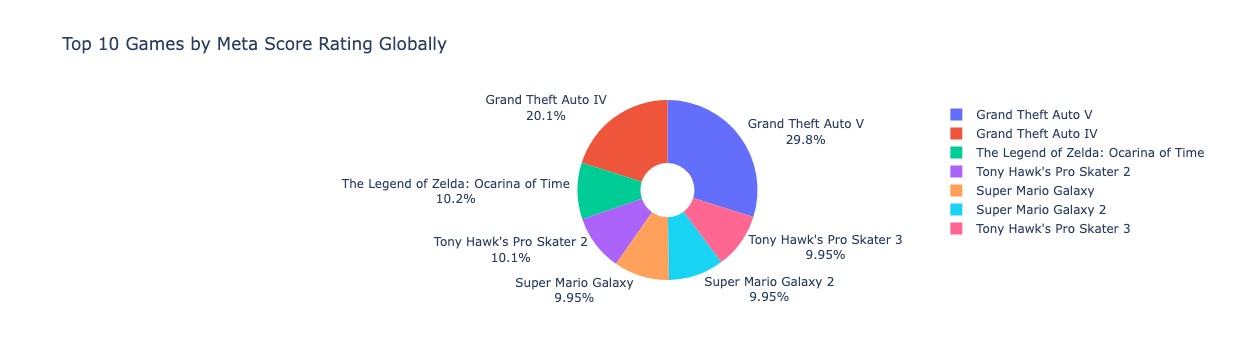 Top 10 Games by Meta Score Rating Globally
Grand Theft Auto IV
20.1%
Grand Theft Auto V
29.8%
The Legend of Zelda: Ocarina of Time
10.2%
Tony Hawk's Pro Skater 2
10.1%
Tony Hawk's Pro Skater 3
9.95%
Super Mario Galaxy
9.95%
Super Mario Galaxy 2
9.95%
Grand Theft Auto V
Grand Theft Auto IV
The Legend of Zelda: Ocarina of Time
Tony Hawk's Pro Skater 2
Super Mario Galaxy
Super Mario Galaxy 2
Tony Hawk's Pro Skater 3